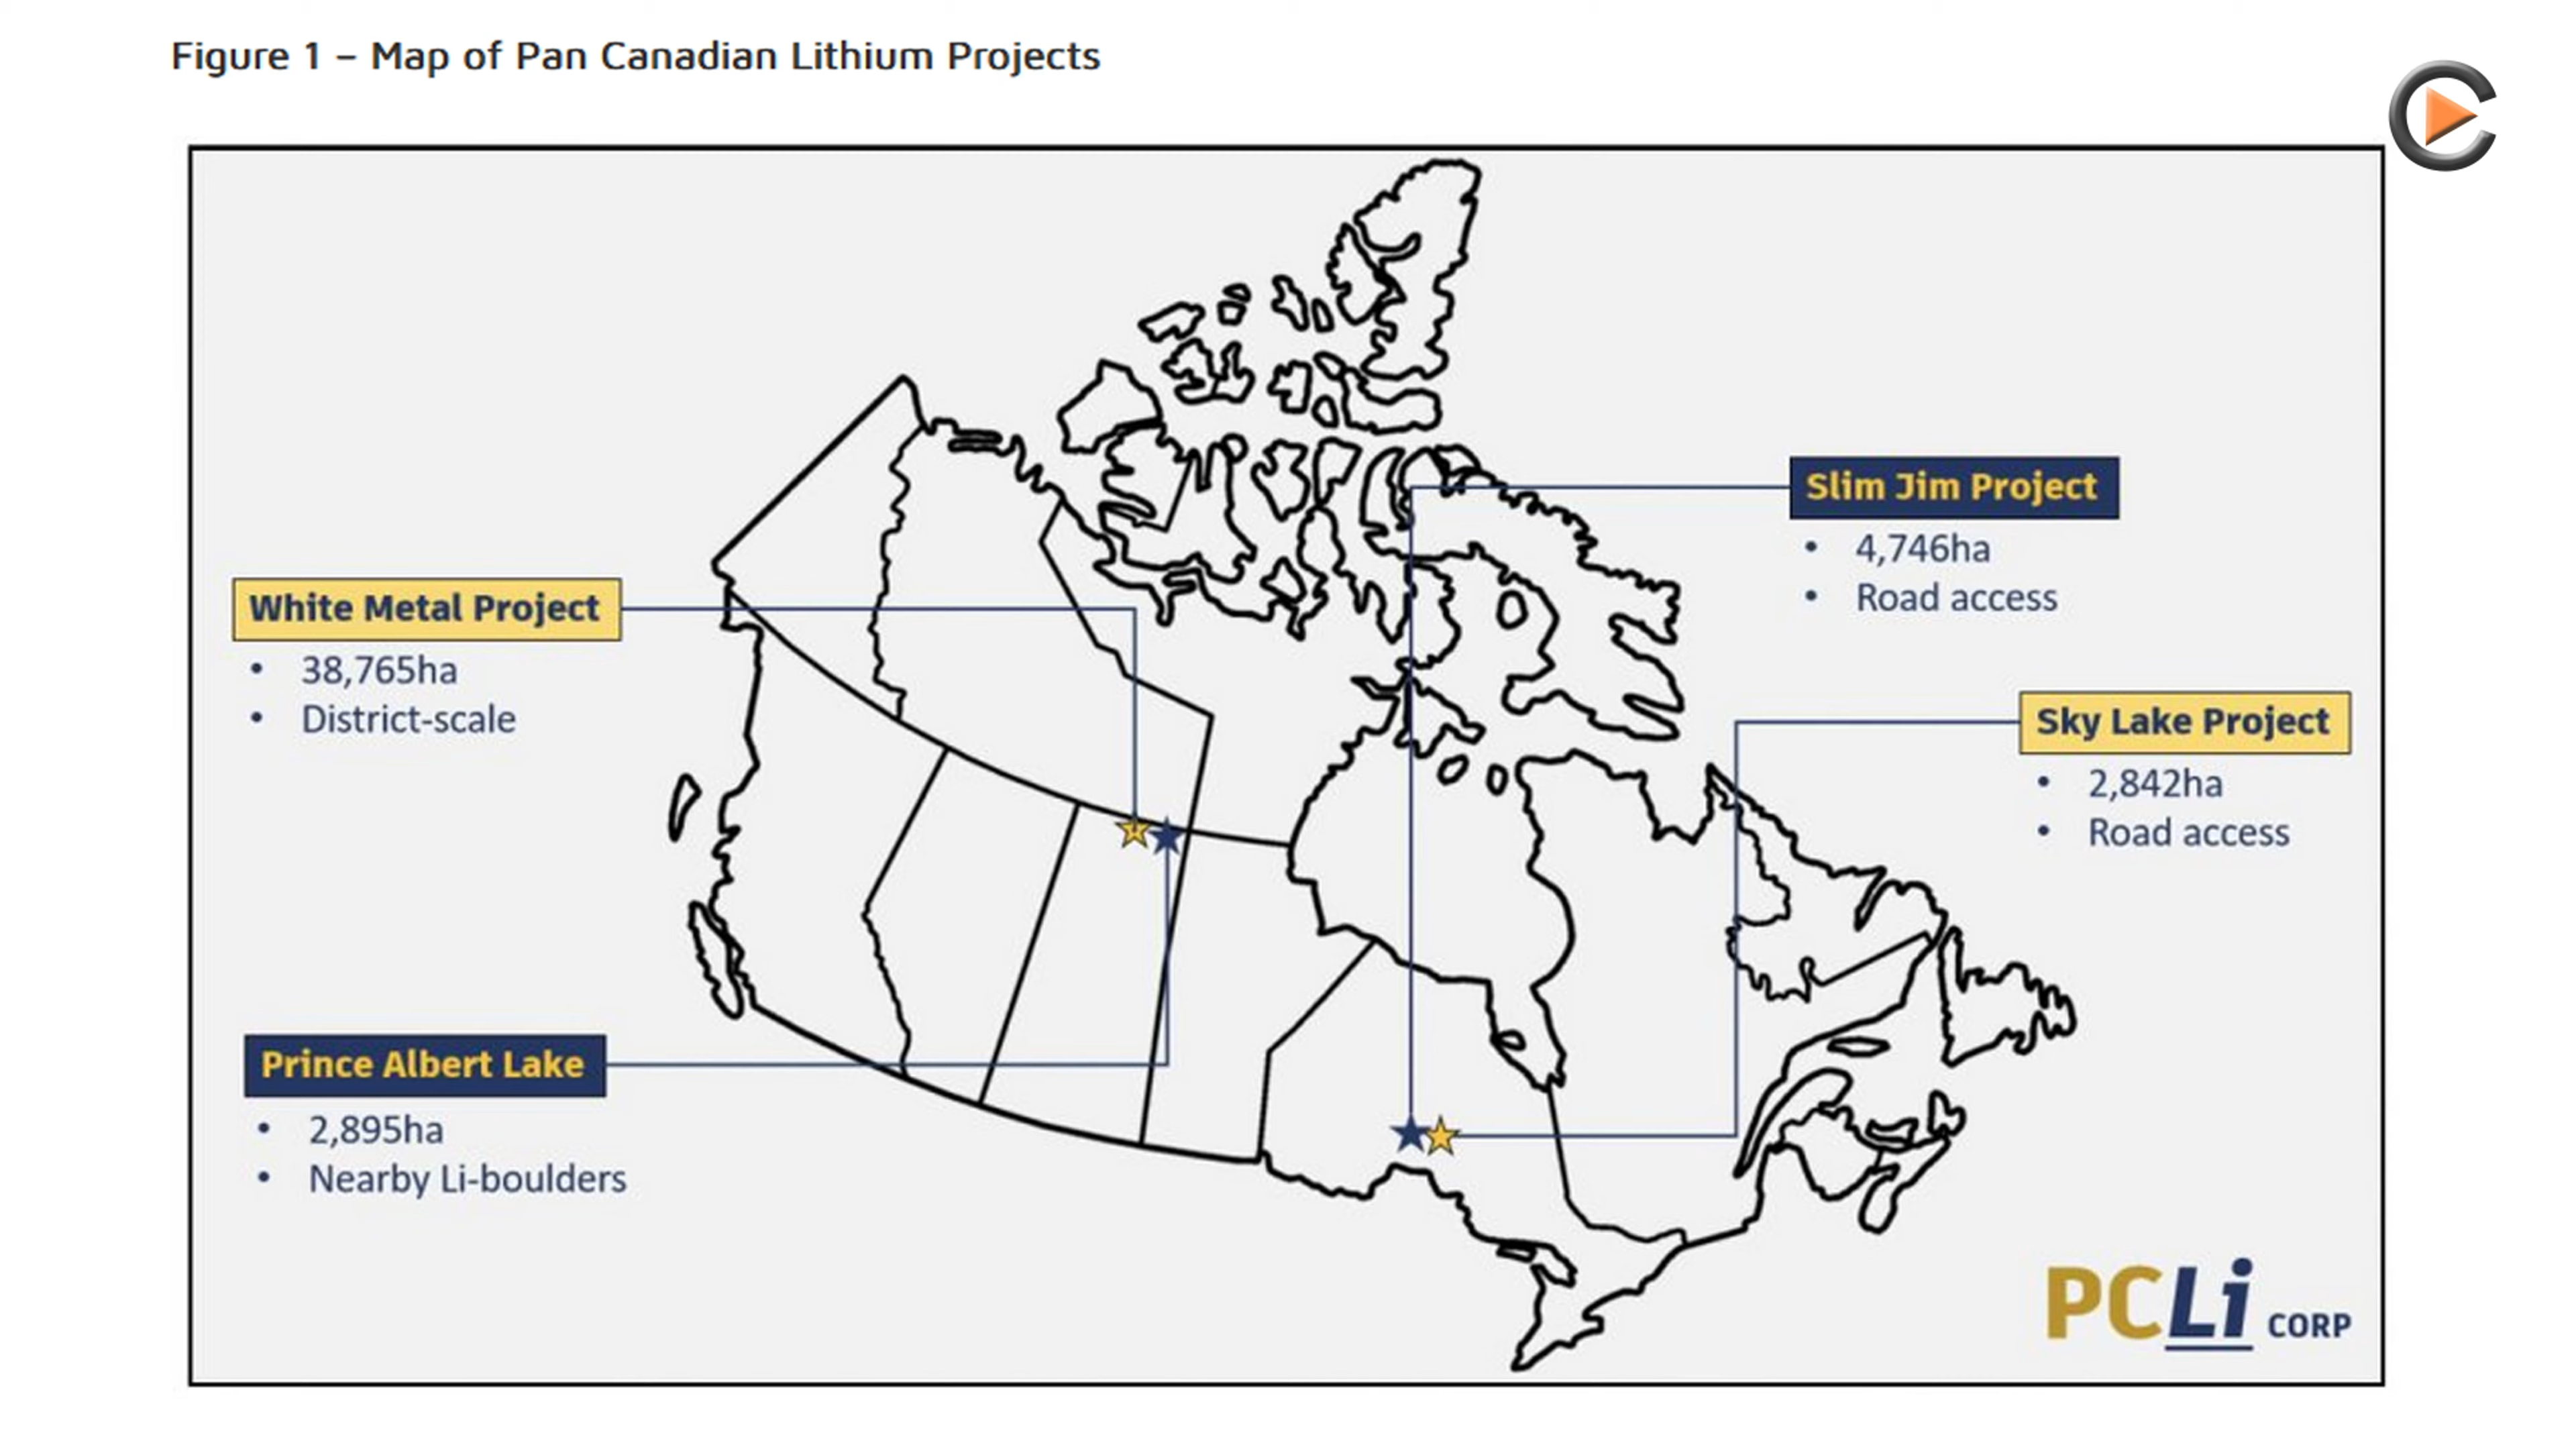 Figure 1 – Map of Pan Canadian Lithium Projects
Slim Jim Project
• 4,746ha
• Road access
White Metal Project
• 38,765ha
• District-scale
Sky Lake Project
• 2,842ha
• Road access
Prince Albert Lake
• 2,895ha
• Nearby Li-boulders
PCLi CORP